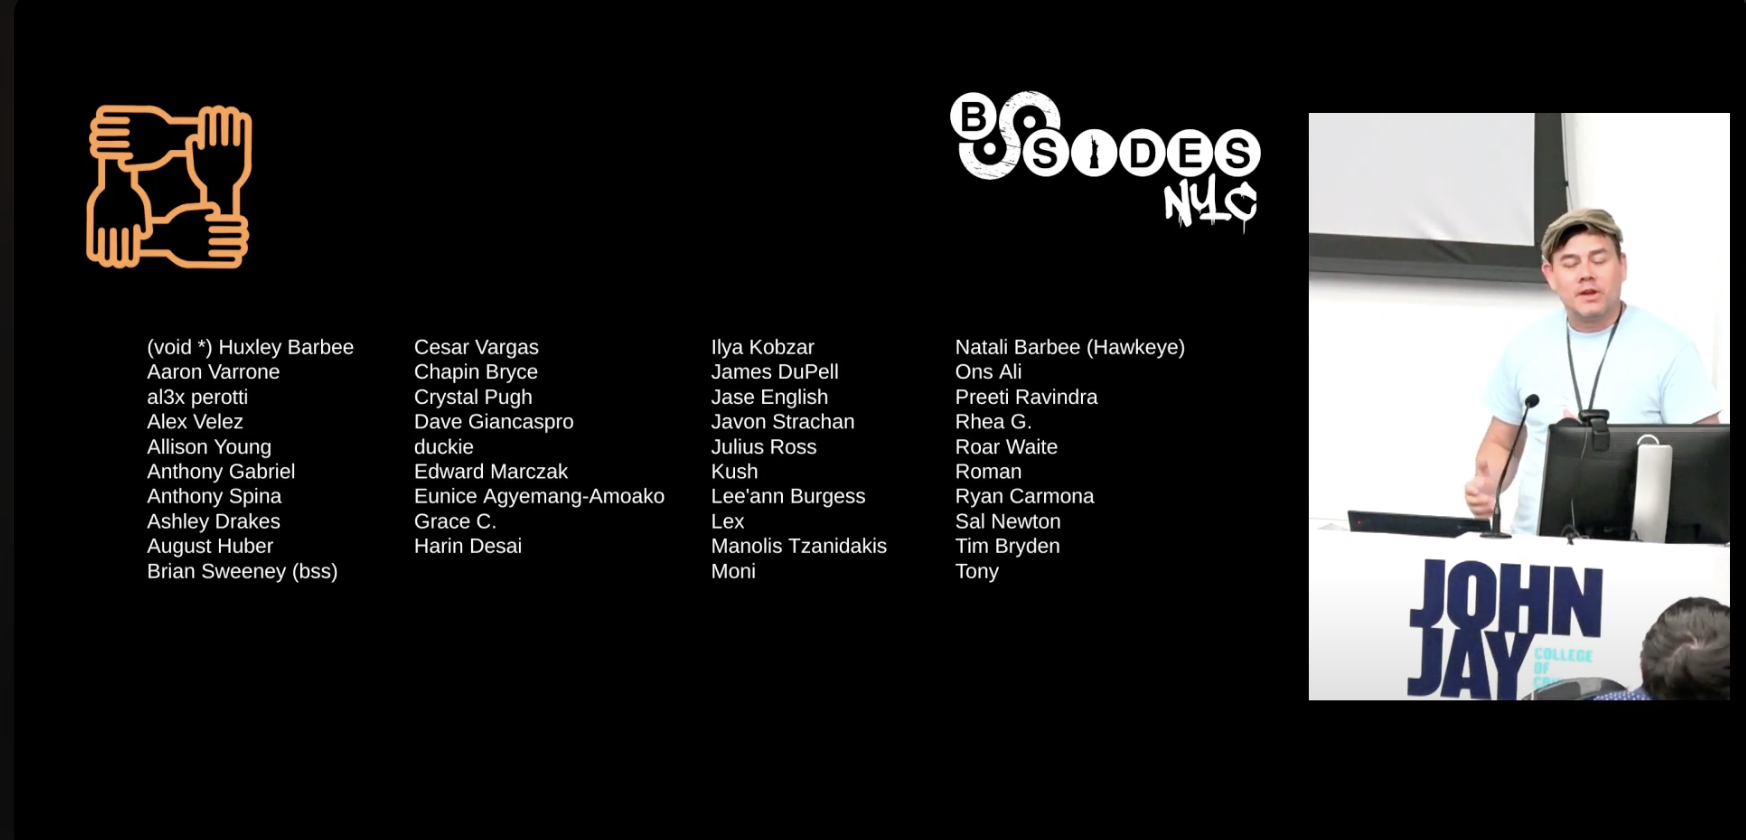 BSIDES
NYC
(void *) Huxley Barbee
Aaron Varrone
al3x perotti
Alex Velez
Allison Young
Anthony Gabriel
Anthony Spina
Ashley Drakes
August Huber
Brian Sweeney (bss)
Cesar Vargas
Chapin Bryce
Crystal Pugh
Dave Giancaspro
duckie
Edward Marczak
Eunice Agyemang-Amoako
Grace C.
Harin Desai
Ilya Kobzar
James DuPell
Jase English
Javon Strachan
Julius Ross
Kush
Lee'ann Burgess
Lex
Manolis Tzanidakis
Moni
Natali Barbee (Hawkeye)
Ons Ali
Preeti Ravindra
Rhea G.
Roar Waite
Roman
Ryan Carmona
Sal Newton
Tim Bryden
Tony
JOHN
JAY
COLLEGE
OF